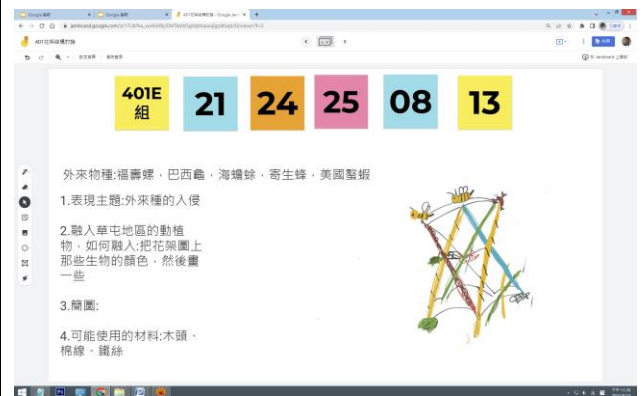 401E
組
21
24
25
08
13
外來物種:福壽螺，巴西龜，海蟾蜍，寄生蜂，美國螯蝦
1.表現主題:外來種的入侵
2.融入草屯地區的動植
物，如何融入:把花架圍上
那些生物的顏色，然後畫
一些
3.簡圖:
4.可能使用的材料:木頭、
棉線、鐵絲